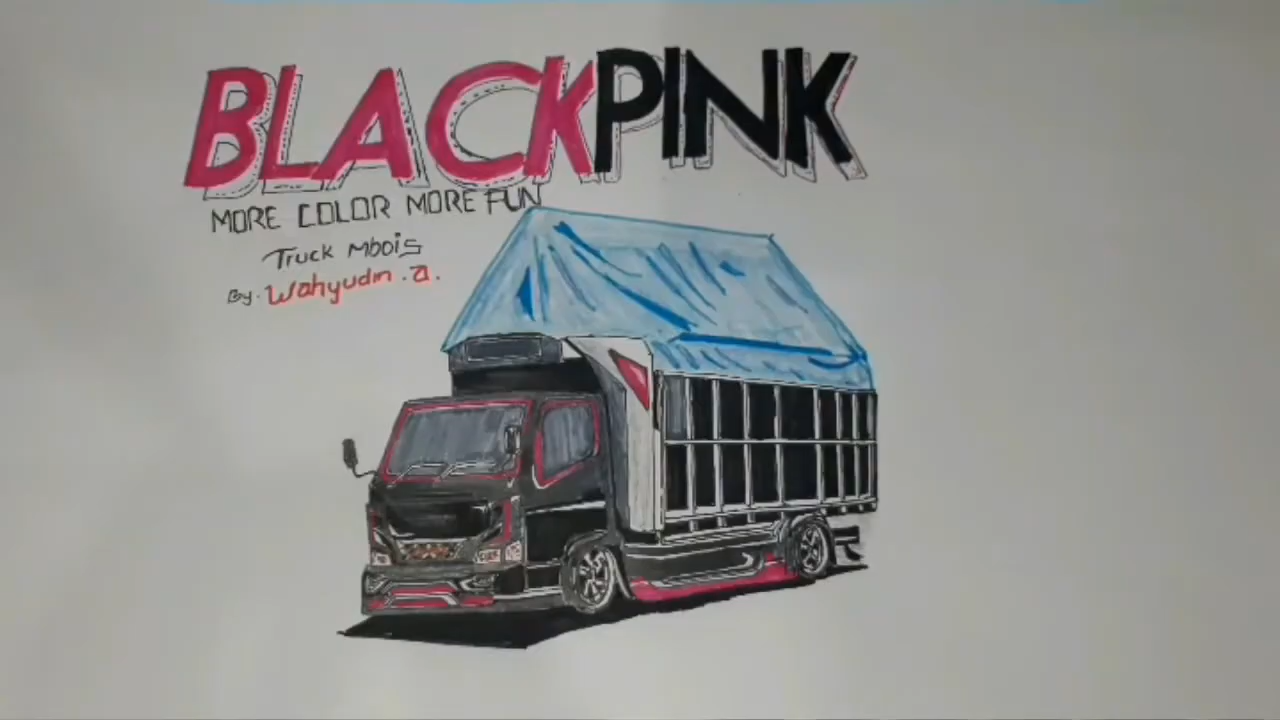 BLACKPINK
MORE COLOR MORE FUN
Truck Mbois
By. Wahyudin .a.